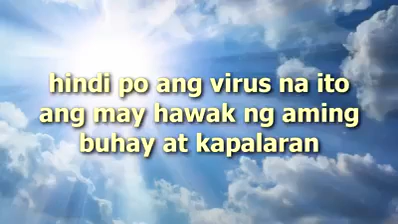 hindi po ang virus na ito
ang may hawak ng aming
buhay at kapalaran